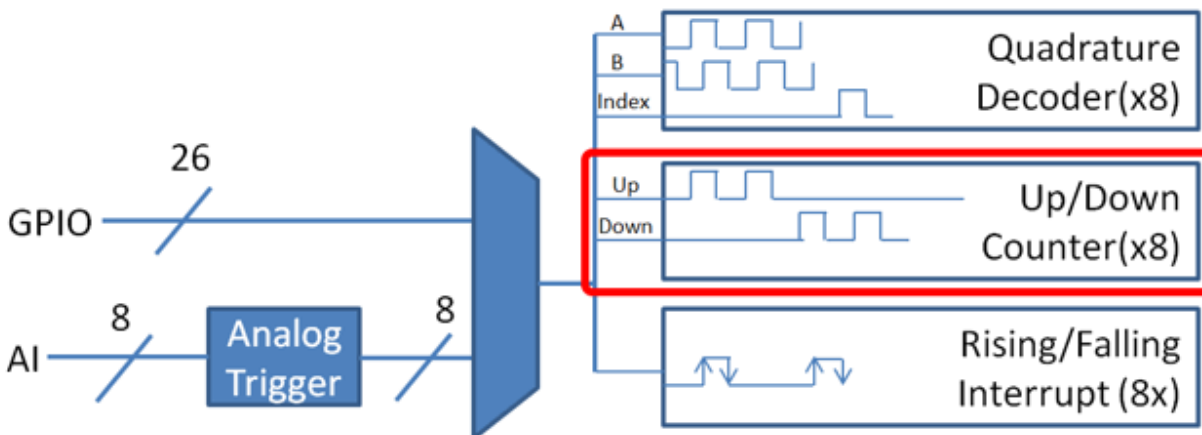 A
B
Index
Quadrature
Decoder(x8)
26
GPIO
Up
Down
Up/Down
Counter(x8)
8
8
AI
Analog
Trigger
Rising/Falling
Interrupt (8x)